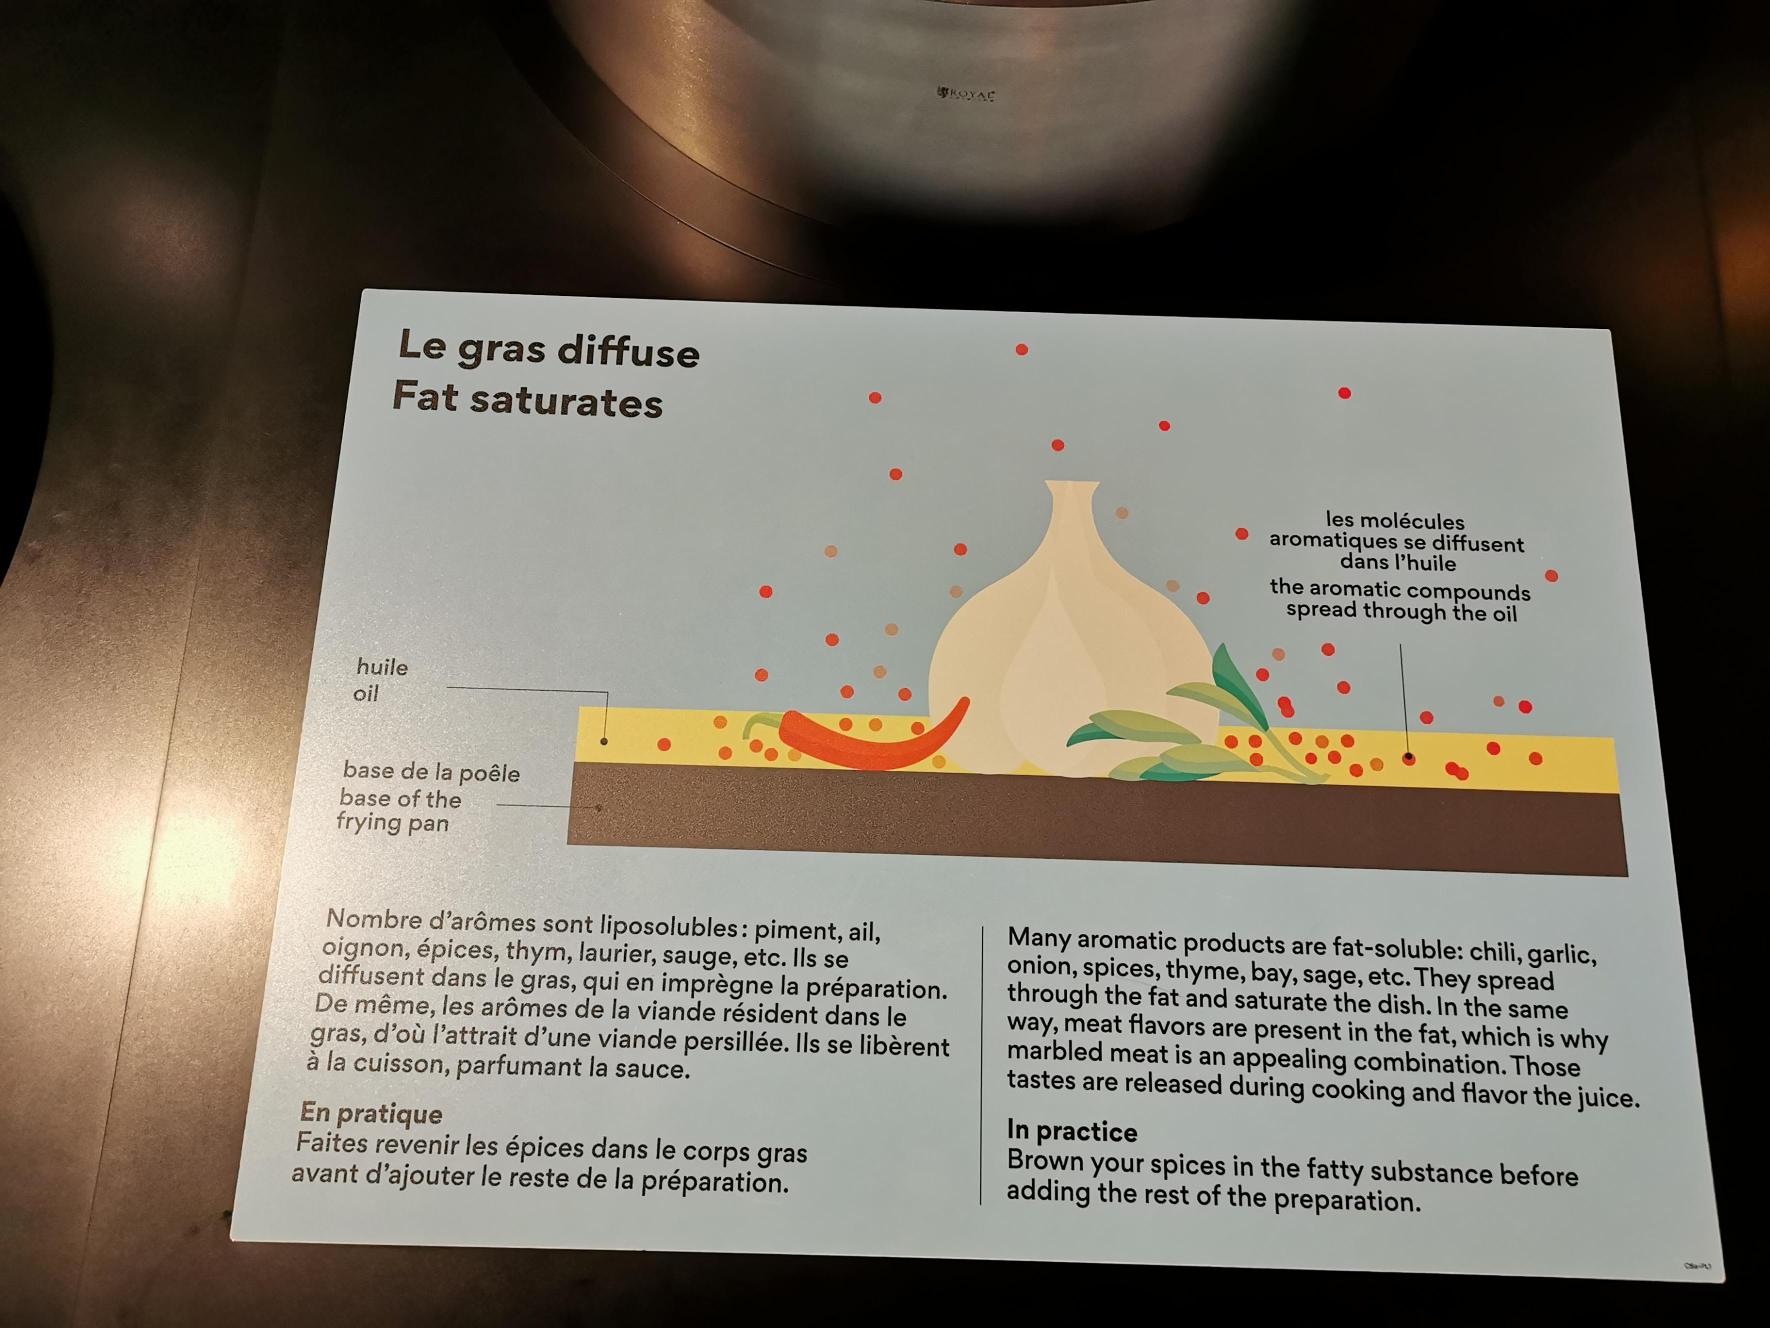 ROYAL
Le gras diffuse
Fat saturates
les molécules
aromatiques se diffusent
dans l'huile
the aromatic compounds
spread through the oil
huile
oil
base de la poêle
base of the
frying pan
Nombre d'arômes sont liposolubles : piment, ail,
oignon, épices, thym, laurier, sauge, etc. Ils se
diffusent dans le gras, qui en imprègne la préparation.
De même, les arômes de la viande résident dans le
gras, d'où l'attrait d'une viande persillée. Ils se libèrent
à la cuisson, parfumant la sauce.
En pratique
Faites revenir les épices dans le corps gras
avant d'ajouter le reste de la préparation.
Many aromatic products are fat-soluble: chili, garlic,
onion, spices, thyme, bay, sage, etc. They spread
through the fat and saturate the dish. In the same
way, meat flavors are present in the fat, which is why
marbled meat is an appealing combination. Those
tastes are released during cooking and flavor the juice.
In practice
Brown your spices in the fatty substance before
adding the rest of the preparation.